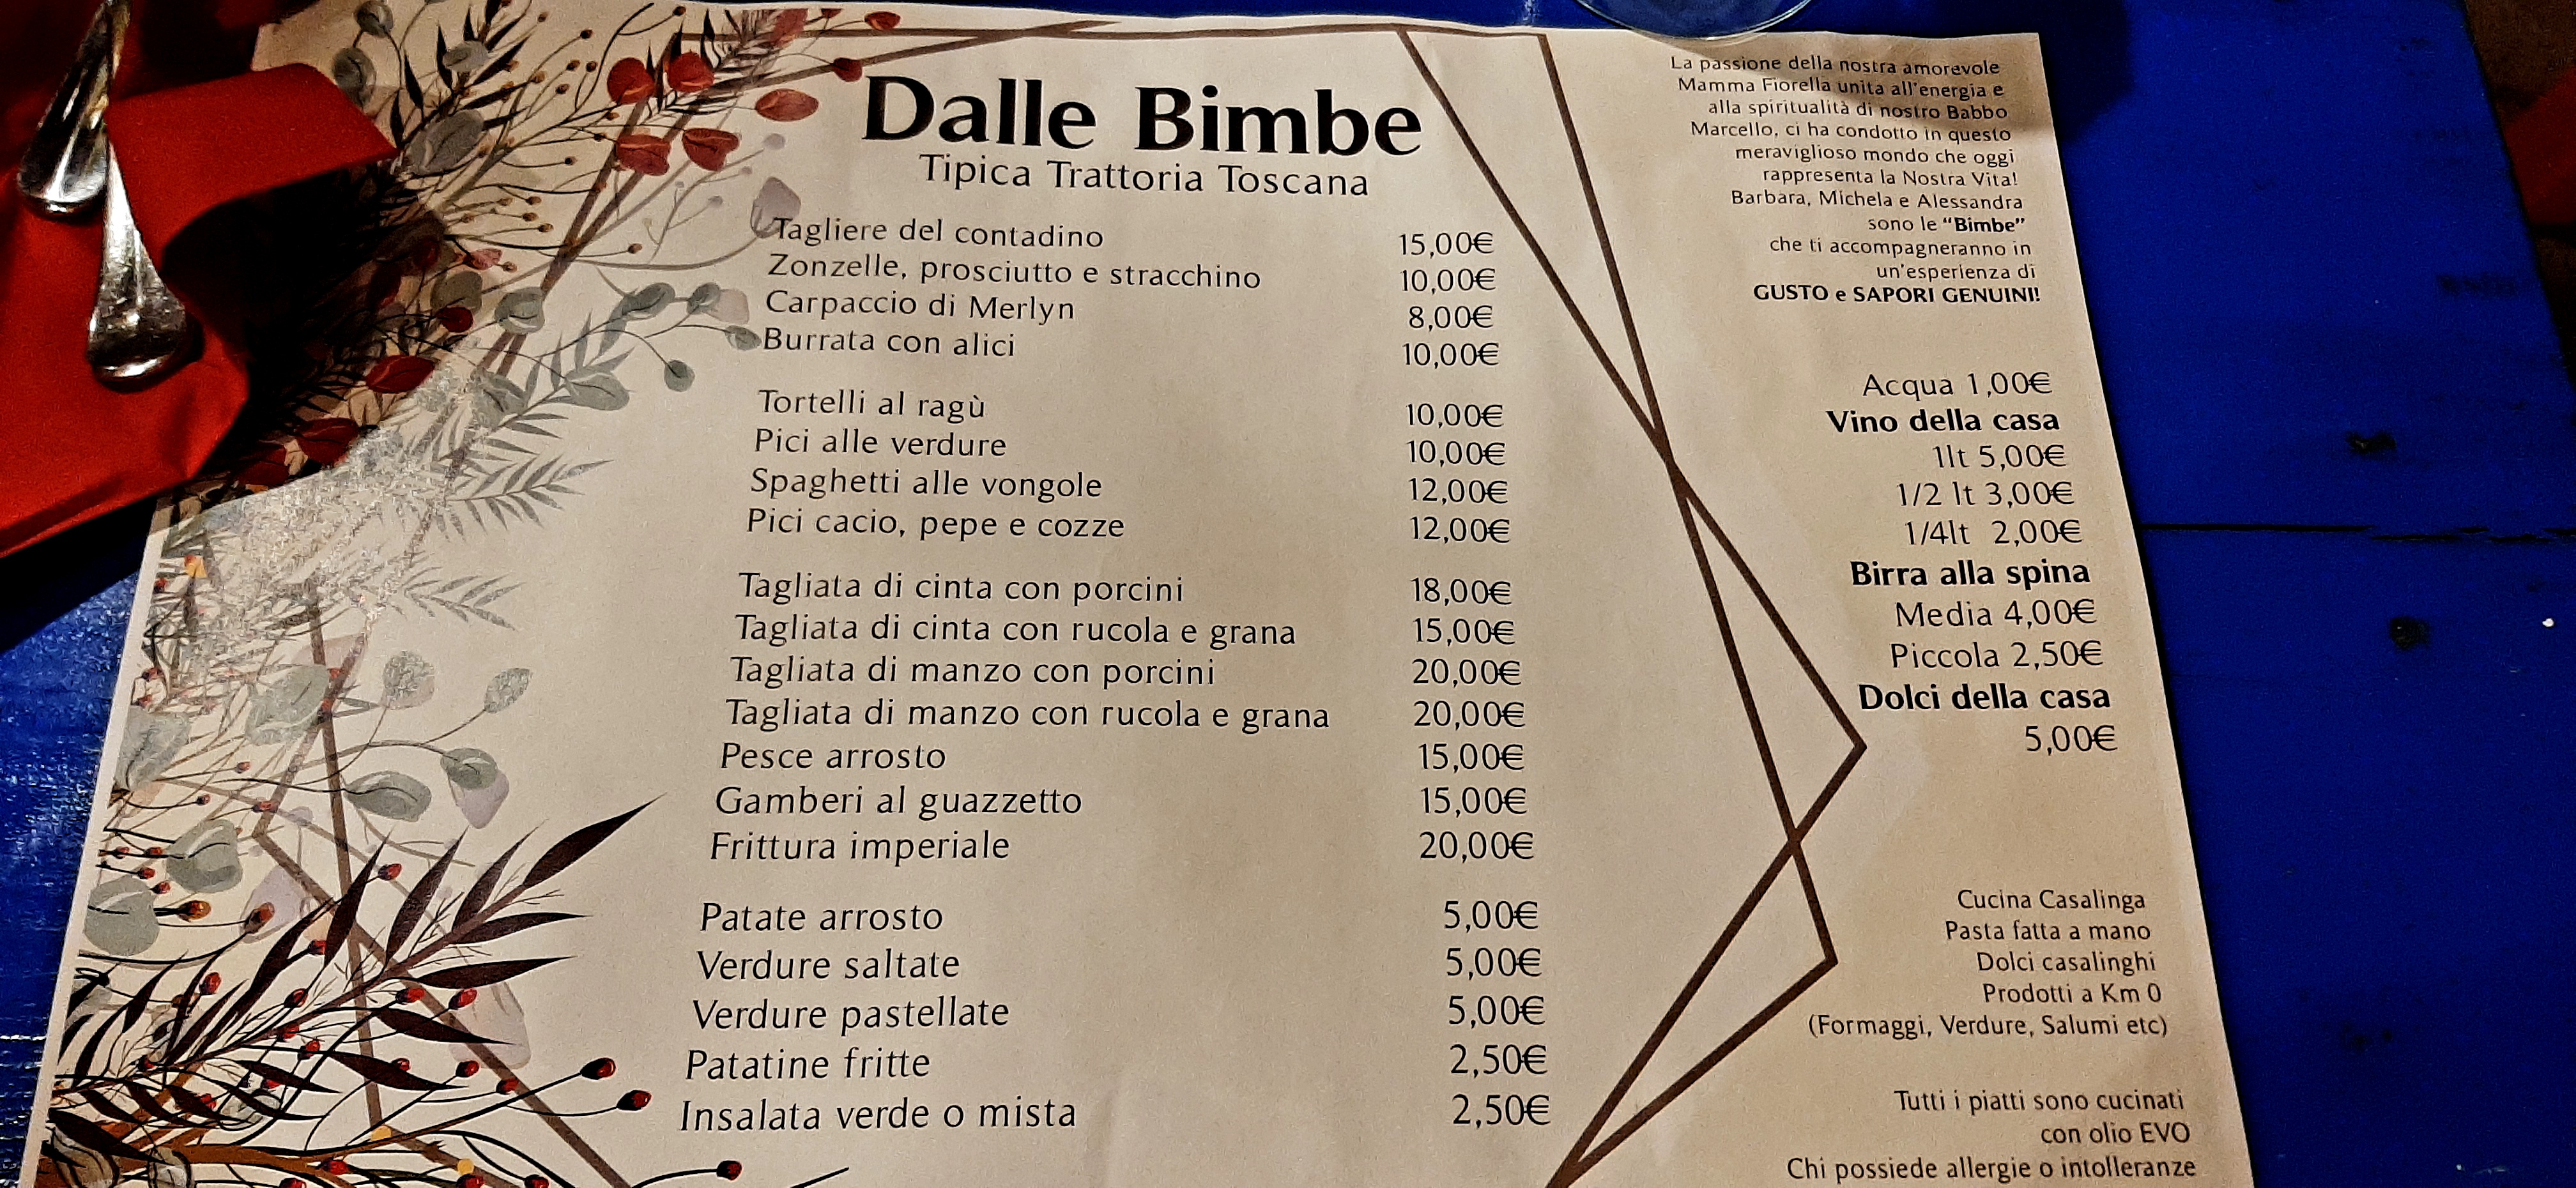 Dalle Bimbe
Tipica Trattoria Toscana
Tagliere del contadino 15,00€
Zonzelle, prosciutto e stracchino 10,00€
Carpaccio di Merlyn 8,00€
Burrata con alici 10,00€
Tortelli al ragù 10,00€
Pici alle verdure 10,00€
Spaghetti alle vongole 12,00€
Pici cacio, pepe e cozze 12,00€
Tagliata di cinta con porcini 18,00€
Tagliata di cinta con rucola e grana 15,00€
Tagliata di manzo con porcini 20,00€
Tagliata di manzo con rucola e grana 20,00€
Pesce arrosto 15,00€
Gamberi al guazzetto 15,00€
Frittura imperiale 20,00€
Patate arrosto 5,00€
Verdure saltate 5,00€
Verdure pastellate 5,00€
Patatine fritte 2,50€
Insalata verde o mista 2,50€
La passione della nostra amorevole
Mamma Fiorella unita all'energia e
alla spiritualità di nostro Babbo
Marcello, ci ha condotto in questo
meraviglioso mondo che oggi
rappresenta la Nostra Vita!
Barbara, Michela e Alessandra
sono le “Bimbe”
che ti accompagneranno in
un'esperienza di
GUSTO e SAPORI GENUINI!
Acqua 1,00€
Vino della casa
1lt 5,00€
1/2 lt 3,00€
1/4lt 2,00€
Birra alla spina
Media 4,00€
Piccola 2,50€
Dolci della casa
5,00€
Cucina Casalinga
Pasta fatta a mano
Dolci casalinghi
Prodotti a Km 0
(Formaggi, Verdure, Salumi etc)
Tutti i piatti sono cucinati
con olio EVO
Chi possiede allergie o intolleranze